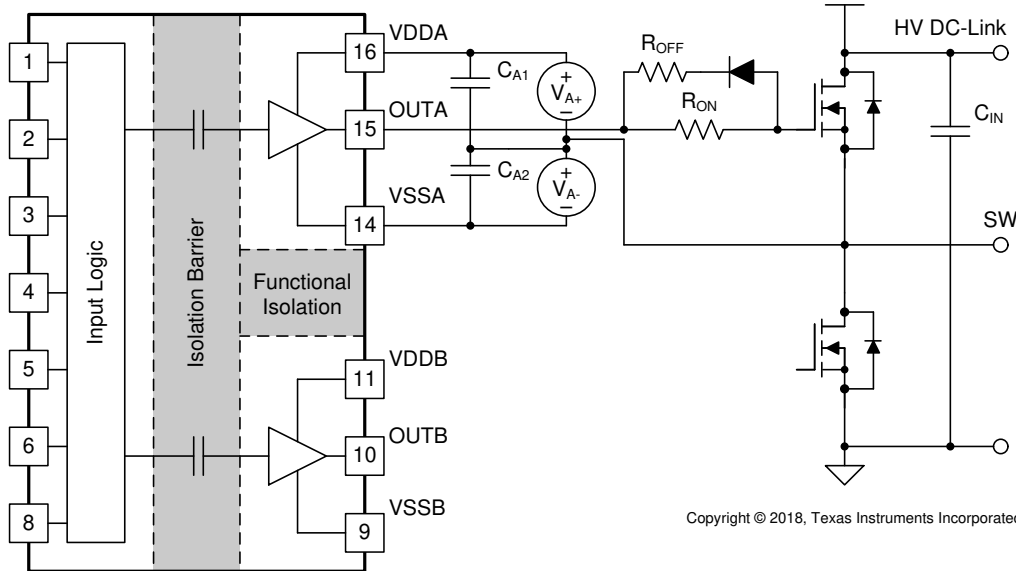 1
2
3
4
5
6
8
Input Logic
Isolation Barrier
Functional
Isolation
VDDA
16
OUTA
15
VSSA
14
VDDB
11
OUTB
10
VSSB
9
CA1
CA2
+
VA+
–
+
VA-
–
ROFF
RON
HV DC-Link
CIN
SW
Copyright © 2018, Texas Instruments Incorporated